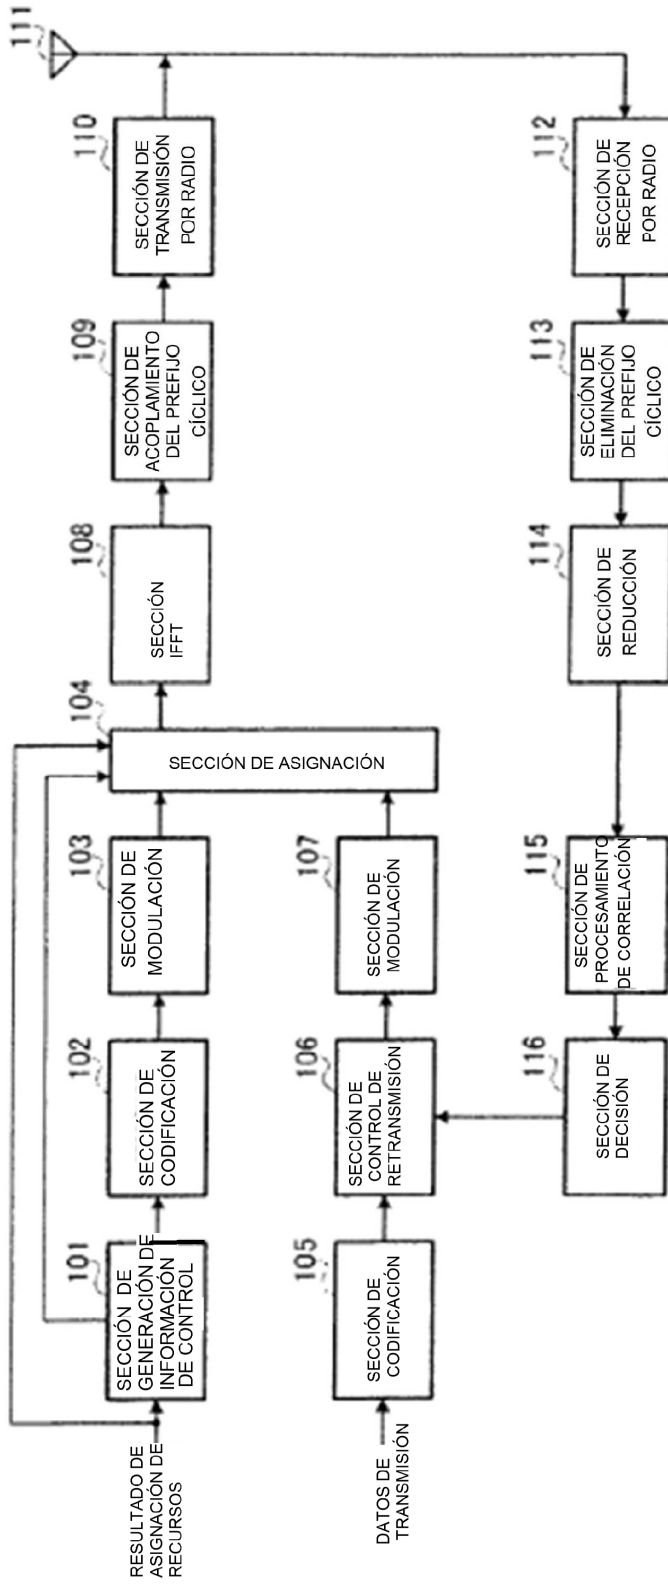 RESULTADO DE
ASIGNACIÓN DE
RECURSOS
101
SECCIÓN DE
GENERACIÓN DE
INFORMACIÓN
DE CONTROL
102
SECCIÓN DE
CODIFICACIÓN
103
SECCIÓN DE
MODULACIÓN
104
SECCIÓN DE ASIGNACIÓN
108
SECCIÓN
IFFT
109
SECCIÓN DE
ACOPLAMIENTO
DEL PREFIJO
CÍCLICO
110
SECCIÓN DE
TRANSMISIÓN
POR RADIO
111
DATOS DE
TRANSMISIÓN
105
SECCIÓN DE
CODIFICACIÓN
106
SECCIÓN DE
CONTROL DE
RETRANSMISIÓN
107
SECCIÓN DE
MODULACIÓN
116
SECCIÓN DE
DECISIÓN
115
SECCIÓN DE
PROCESAMIENTO
DE CORRELACIÓN
114
SECCIÓN DE
REDUCCIÓN
113
SECCIÓN DE
ELIMINACIÓN
DEL PREFIJO
CÍCLICO
112
SECCIÓN DE
RECEPCIÓN
POR RADIO